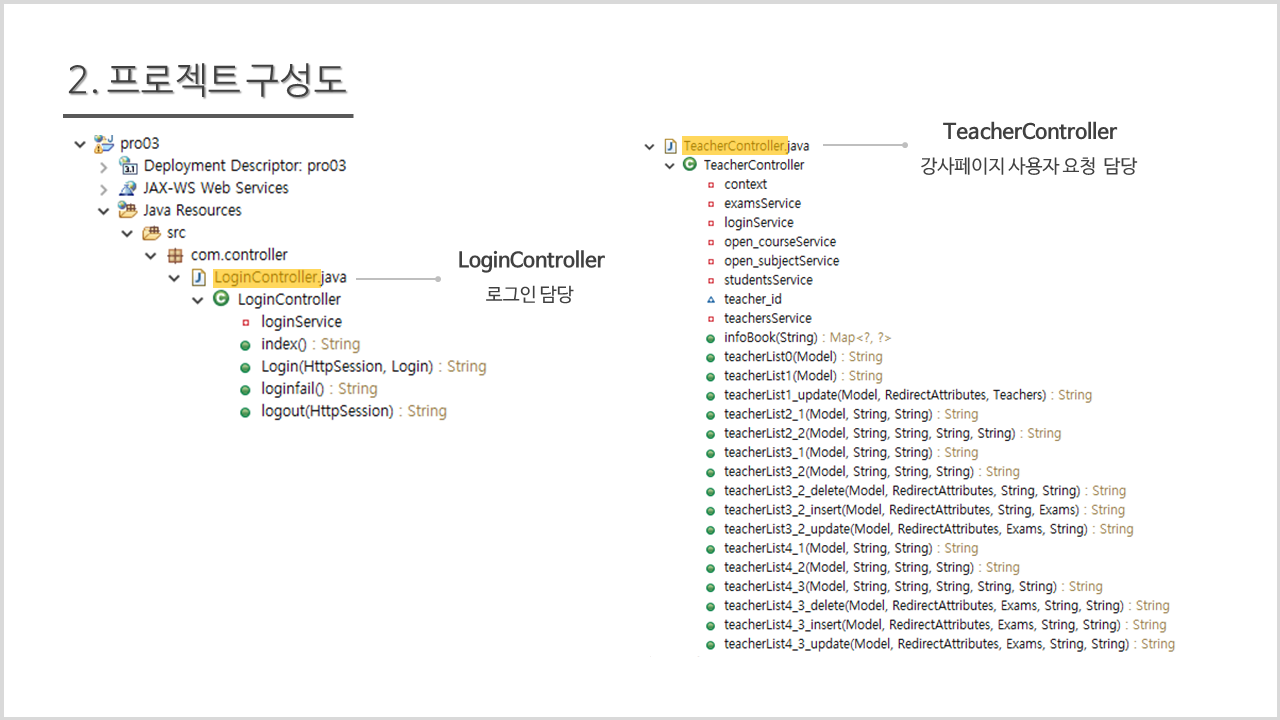 2. 프로젝트 구성도
pro03
Deployment Descriptor: pro03
JAX-WS Web Services
Java Resources
src
com.controller
LoginController.java
LoginController
loginService
index() : String
Login(HttpSession, Login) : String
loginfail() : String
logout(HttpSession) : String
LoginController
로그인 담당
TeacherController.java
TeacherController
context
examsService
loginService
open_courseService
open_subjectService
studentsService
teacher_id
teachersService
infoBook(String) : Map<?, ?>
teacherList0(Model) : String
teacherList1(Model) : String
teacherList1_update(Model, RedirectAttributes, Teachers) : String
teacherList2_1(Model, String, String) : String
teacherList2_2(Model, String, String, String, String) : String
teacherList3_1(Model, String, String) : String
teacherList3_2(Model, String, String, String) : String
teacherList3_2_delete(Model, RedirectAttributes, String, String) : String
teacherList3_2_insert(Model, RedirectAttributes, String, Exams) : String
teacherList3_2_update(Model, RedirectAttributes, Exams, String) : String
teacherList4_1(Model, String, String) : String
teacherList4_2(Model, String, String, String) : String
teacherList4_3(Model, String, String, String, String, String) : String
teacherList4_3_delete(Model, RedirectAttributes, Exams, String, String) : String
teacherList4_3_insert(Model, RedirectAttributes, Exams, String, String) : String
teacherList4_3_update(Model, RedirectAttributes, Exams, String, String) : String
TeacherController
강사페이지 사용자 요청 담당